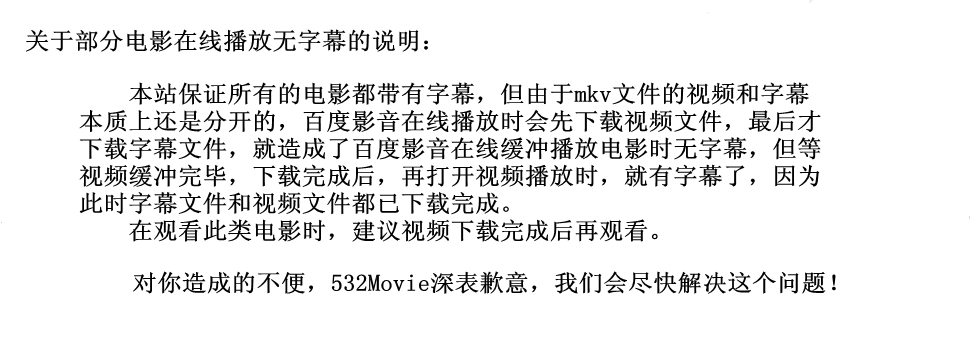 关于部分电影在线播放无字幕的说明：
本站保证所有的电影都带有字幕，但由于mkv文件的视频和字幕
本质上还是分开的，百度影音在线播放时会先下载视频文件，最后才
下载字幕文件，就造成了百度影音在线缓冲播放电影时无字幕，但等
视频缓冲完毕，下载完成后，再打开视频播放时，就有字幕了，因为
此时字幕文件和视频文件都已下载完成。
在观看此类电影时，建议视频下载完成后再观看。
对你造成的不便，532Movie深表歉意，我们会尽快解决这个问题！